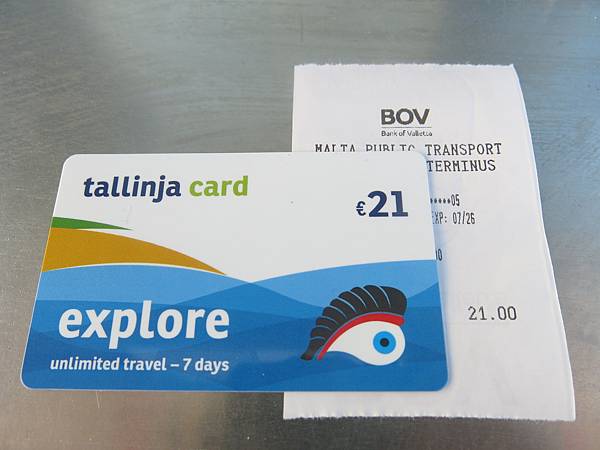 tallinja card
€21
explore
unlimited travel – 7 days
BOV
Bank of Valletta
MALTA PUBLIC TRANSPORT
TERMINUS
•••••05
EXP: 07/26
21.00